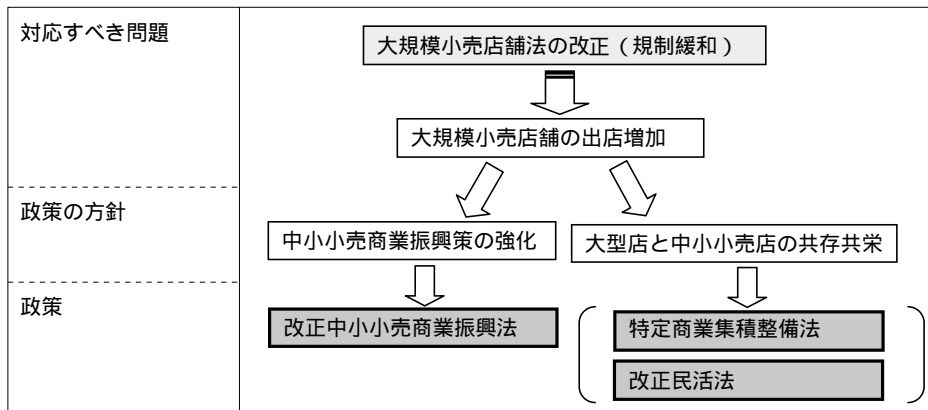 対応すべき問題
大規模小売店舗法の改正（規制緩和）
大規模小売店舗の出店増加
政策の方針
中小小売商業振興策の強化
大型店と中小小売店の共存共栄
政策
改正中小小売商業振興法
特定商業集積整備法
改正民活法